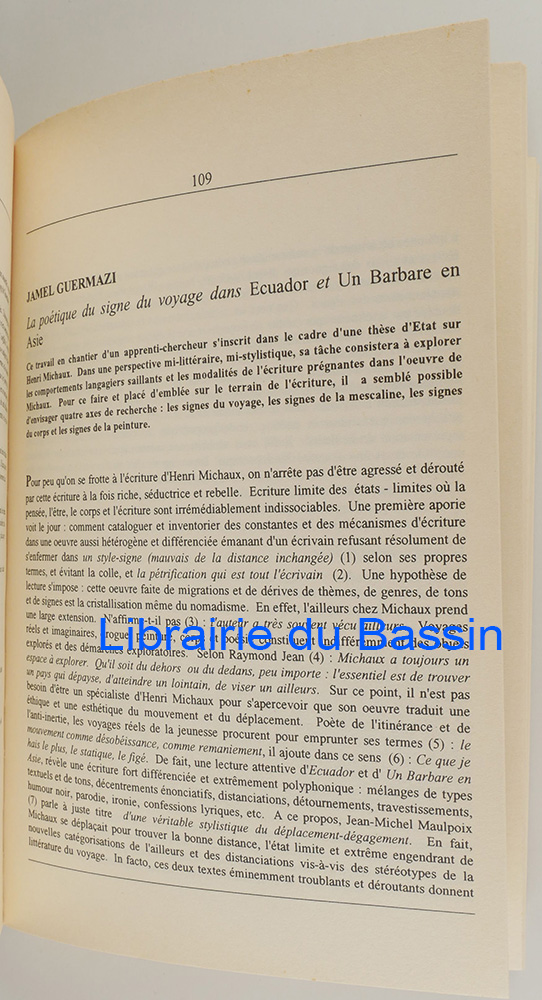 109
JAMEL GUERMAZI
La poétique du signe du voyage dans Ecuador et Un Barbare en
Asie
Ce travail en chantier d'un apprenti-chercheur s'inscrit dans le cadre d'une thèse d'Etat sur
Henri Michaux. Dans une perspective mi-littéraire, mi-stylistique, sa tâche consistera à explorer
les comportements langagiers saillants et les modalités de l'écriture prégnantes dans l'oeuvre de
Michaux. Pour ce faire et placé d'emblée sur le terrain de l'écriture, il a semblé possible
d'envisager quatre axes de recherche : les signes du voyage, les signes de la mescaline, les signes
du corps et les signes de la peinture.
Pour peu qu'on se frotte à l'écriture d'Henri Michaux, on n'arrête pas d'être agressé et dérouté
par cette écriture à la fois riche, séductrice et rebelle. Ecriture limite des états - limites où la
pensée, l'être, le corps et l'écriture sont irrémédiablement indissociables. Une première aporie
voit le jour : comment cataloguer et inventorier des constantes et des mécanismes d'écriture
dans une oeuvre aussi hétérogène et différenciée émanant d'un écrivain refusant résolument de
s'enfermer dans un style-signe (mauvais de la distance inchangée) (1) selon ses propres
termes, et évitant la colle, et la pétrification qui est tout l'écrivain (2). Une hypothèse de
lecture s'impose : cette oeuvre faite de migrations et de dérives de thèmes, de genres, de tons
et de signes est la cristallisation même du nomadisme. En effet, l'ailleurs chez Michaux prend
une large extension. N'affirme-t-il pas (3) : l'auteur a très souvent vécu ailleurs. Voyages
réels et imaginaires, drogue, peinture, corps et poésie constituent indifféremment des objets
explorés et des démarches exploratoires. Selon Raymond Jean (4) : Michaux a toujours un
espace à explorer. Qu'il soit du dehors ou du dedans, peu importe : l'essentiel est de trouver
un pays qui dépayse, d'atteindre un lointain, de viser un ailleurs. Sur ce point, il n'est pas
besoin d'être un spécialiste d'Henri Michaux pour s'apercevoir que son oeuvre traduit une
éthique et une esthétique du mouvement et du déplacement. Poète de l'itinérance et de
l'anti-inertie, les voyages réels de la jeunesse procurent pour emprunter ses termes (5) : le
mouvement comme désobéissance, comme remaniement, il ajoute dans ce sens (6) : Ce que je
hais le plus, le statique, le figé. De fait, une lecture attentive d'Ecuador et d' Un Barbare en
Asie, révèle une écriture fort différenciée et extrêmement polyphonique : mélanges de types
textuels et de tons, décentrements énonciatifs, distanciations, détournements, travestissements,
humour noir, parodie, ironie, confessions lyriques, etc. A ce propos, Jean-Michel Maulpoix
(7) parle à juste titre d'une véritable stylistique du déplacement-dégagement. En fait,
Michaux se déplaçait pour trouver la bonne distance, l'état limite et extrême engendrant de
nouvelles catégorisations de l'ailleurs et des distanciations vis-à-vis des stéréotypes de la
littérature du voyage. In facto, ces deux textes éminemment troublants et déroutants donnent
Librairie du Bassin